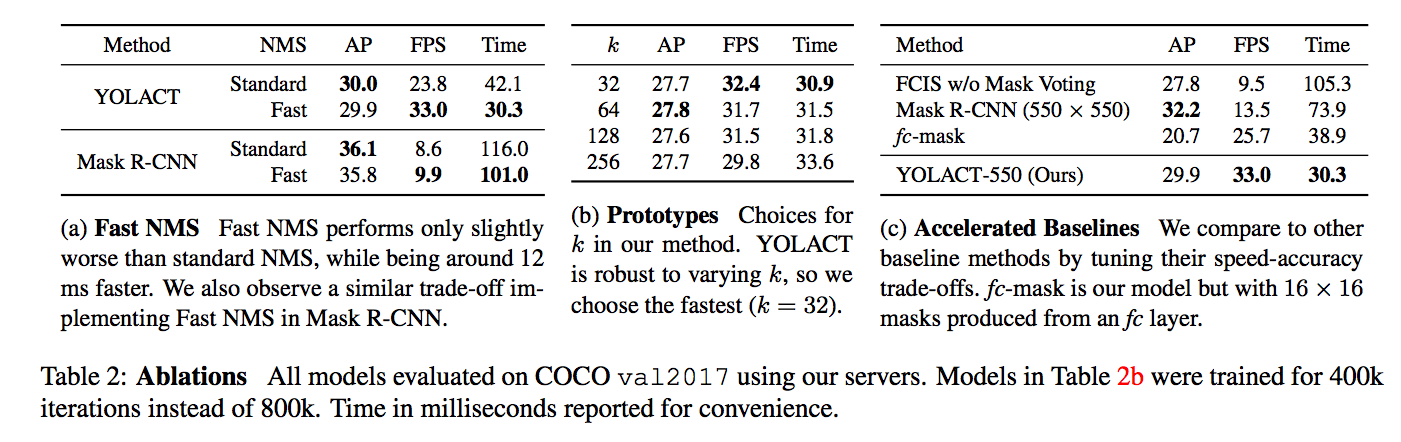 Method NMS AP FPS Time
YOLACT Standard 30.0 23.8 42.1
Fast 29.9 33.0 30.3
Mask R-CNN Standard 36.1 8.6 116.0
Fast 35.8 9.9 101.0
(a) Fast NMS Fast NMS performs only slightly
worse than standard NMS, while being around 12
ms faster. We also observe a similar trade-off im-
plementing Fast NMS in Mask R-CNN.
k AP FPS Time
32 27.7 32.4 30.9
64 27.8 31.7 31.5
128 27.6 31.5 31.8
256 27.7 29.8 33.6
(b) Prototypes Choices for
k in our method. YOLACT
is robust to varying k, so we
choose the fastest (k = 32).
Method AP FPS Time
FCIS w/o Mask Voting 27.8 9.5 105.3
Mask R-CNN (550 × 550) 32.2 13.5 73.9
fc-mask 20.7 25.7 38.9
YOLACT-550 (Ours) 29.9 33.0 30.3
(c) Accelerated Baselines We compare to other
baseline methods by tuning their speed-accuracy
trade-offs. fc-mask is our model but with 16 × 16
masks produced from an fc layer.
Table 2: Ablations All models evaluated on COCO val2017 using our servers. Models in Table 2b were trained for 400k
iterations instead of 800k. Time in milliseconds reported for convenience.